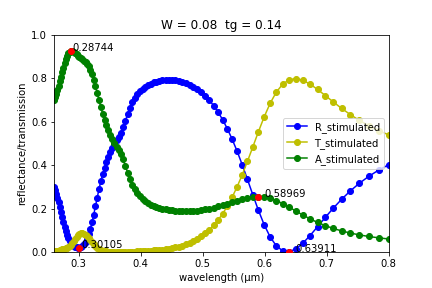 W = 0.08 tg = 0.14
1.0
0.28744
0.8
0.6
R_stimulated
T_stimulated
A_stimulated
0.4
0.58969
0.2
0.30105
0.63911
0.0
0.3 0.4 0.5 0.6 0.7 0.8
reflectance/transmission
wavelength (μm)